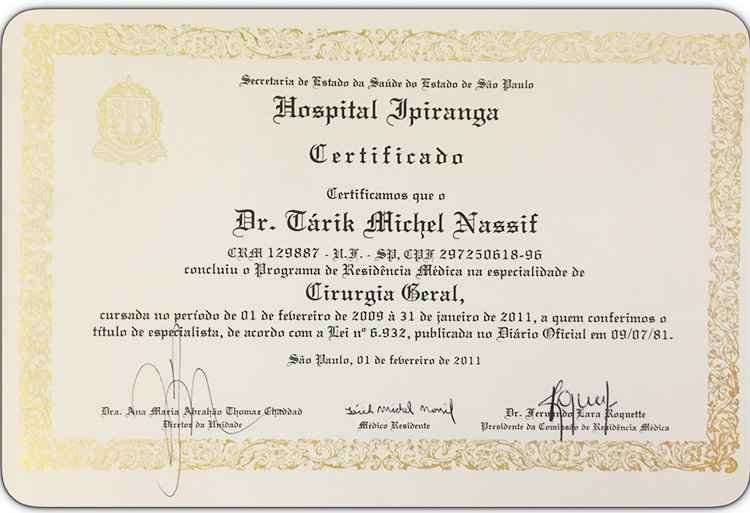 Secretaria de Estado da Saúde do Estado de São Paulo
SP
Hospital Ipiranga
Certificado
Certificamos que o
Dr. Tárik Michel Nassif
CRM 129887 - U.F. - SP, CPF 297250618-96
concluiu o Programa de Residência Médica na especialidade de
Cirurgia Geral,
cursada no período de 01 de fevereiro de 2009 à 31 de janeiro de 2011, a quem conferimos o
título de especialista, de acordo com a Lei nº 6.932, publicada no Diário Oficial em 09/07/81.
São Paulo, 01 de fevereiro de 2011
Dra. Ana Maria Abrahão Thomaz Chaddad
Diretor da Unidade
Tárik Michel Nassif
Médico Residente
Dr. Fernando Lara Roquette
Presidente da Comissão de Residência Médica